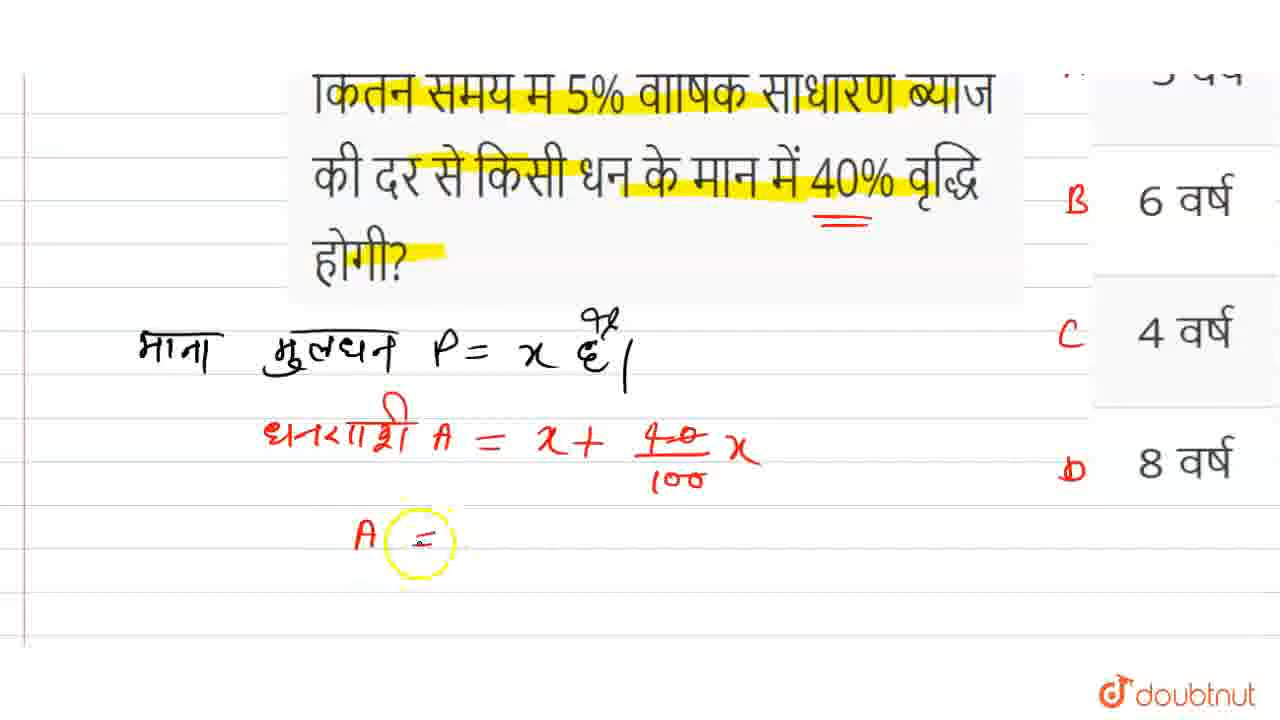 कितने समय में 5% वार्षिक साधारण ब्याज
की दर से किसी धन के मान में 40% वृद्धि
होगी?
B 6 वर्ष
C 4 वर्ष
D 8 वर्ष
माना मुलधन P = x है।
धनराशी A = x + 40/100 x
A =
doubtnut